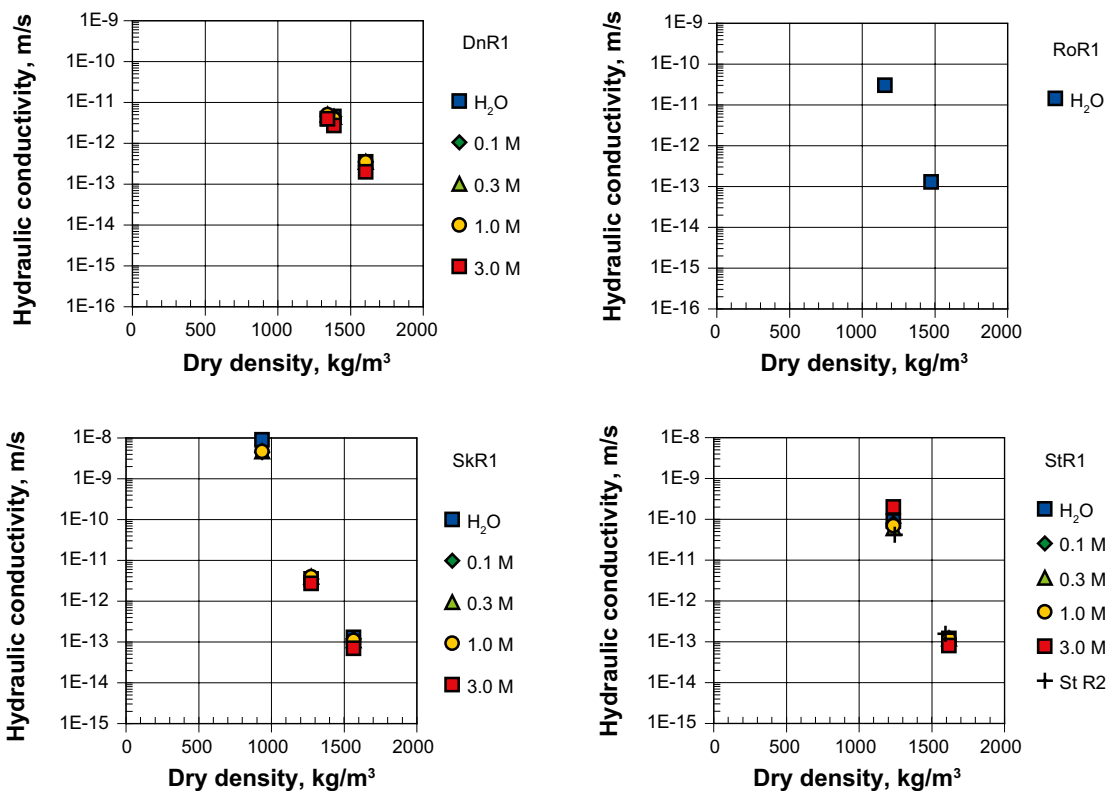 Hydraulic conductivity, m/s
1E-9
1E-10
1E-11
1E-12
1E-13
1E-14
1E-15
1E-16
0 500 1000 1500 2000
Dry density, kg/m³
DnR1
H₂O
0.1 M
0.3 M
1.0 M
3.0 M
Hydraulic conductivity, m/s
1E-9
1E-10
1E-11
1E-12
1E-13
1E-14
1E-15
1E-16
0 500 1000 1500 2000
Dry density, kg/m³
RoR1
H₂O
Hydraulic conductivity, m/s
1E-8
1E-9
1E-10
1E-11
1E-12
1E-13
1E-14
1E-15
0 500 1000 1500 2000
Dry density, kg/m³
SkR1
H₂O
0.1 M
0.3 M
1.0 M
3.0 M
Hydraulic conductivity, m/s
1E-8
1E-9
1E-10
1E-11
1E-12
1E-13
1E-14
1E-15
0 500 1000 1500 2000
Dry density, kg/m³
StR1
H₂O
0.1 M
0.3 M
1.0 M
3.0 M
St R2